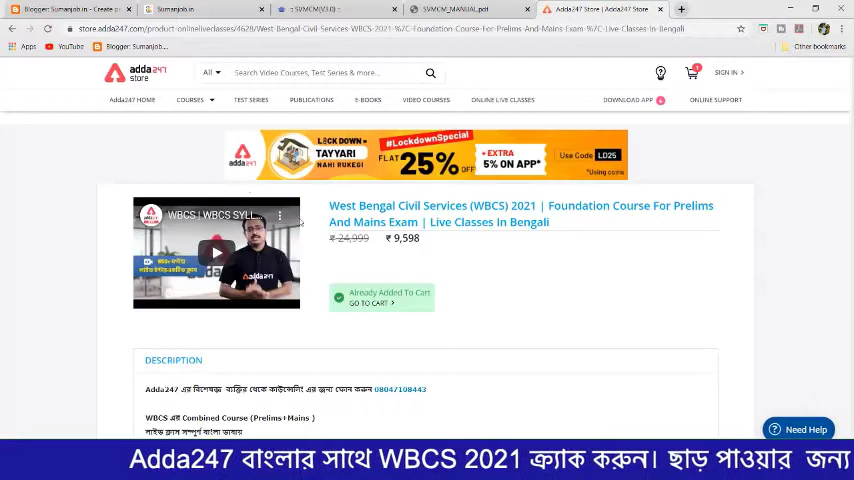 Blogger: Sumanjob.in - Create p
Sumanjob.in
:: SVMCM(V3.0) ::
SVMCM_MANUAL.pdf
Adda247 Store | Adda247 Store
store.adda247.com/product-onlineliveclasses/4628/West-Bengal-Civil-Services-WBCS-2021-%7C-Foundation-Course-For-Prelims-And-Mains-Exam-%7C-Live-Classes-In-Bengali
Apps YouTube Blogger: Sumanjob.... Other bookmarks
adda247 store
All Search Video Courses, Test Series & more...
1
SIGN IN
Adda247 HOME COURSES TEST SERIES PUBLICATIONS E-BOOKS VIDEO COURSES ONLINE LIVE CLASSES DOWNLOAD APP ONLINE SUPPORT
adda247
LOCK DOWN
TAYYARI
NAHI RUKEGI
#LockdownSpecial
FLAT 25% OFF
+EXTRA
5% ON APP*
Use Code LD25
*Using coins
WBCS | WBCS SYLL...
adda247
West Bengal Civil Services (WBCS) 2021 | Foundation Course For Prelims
And Mains Exam | Live Classes In Bengali
₹ 24,999 ₹ 9,598
Already Added To Cart
GO TO CART >
DESCRIPTION
Adda247 এর বিশেষজ্ঞ ব্যক্তির থেকে কাউন্সেলিং এর জন্য ফোন করুন 08047108443
WBCS এর Combined Course (Prelims+Mains )
লাইভ ক্লাস সম্পূর্ণ বাংলা ভাষায়
Need Help
Adda247 বাংলার সাথে WBCS 2021 ক্র্যাক করুন। ছাড় পাওয়ার জন্য